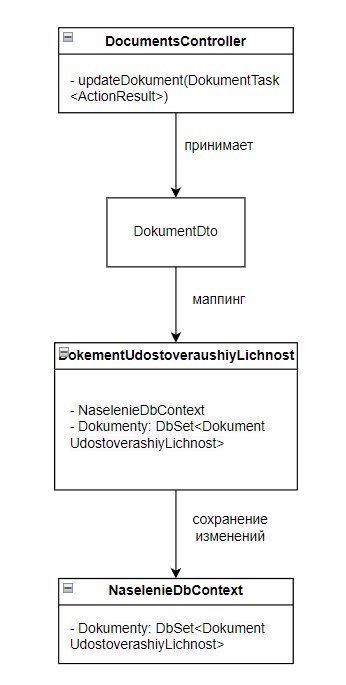 DocumentsController
- updateDokument(DokumentTask
<ActionResult>)
принимает
DokumentDto
маппинг
DokementUdostoveraushiyLichnost
- NaselenieDbContext
- Dokumenty: DbSet<Dokument
UdostoverashiyLichnost>
сохранение
изменений
NaselenieDbContext
- Dokumenty: DbSet<Dokument
UdostoverashiyLichnost>